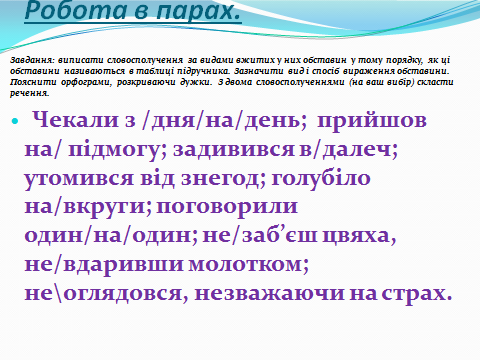 Робота в парах.
Завдання: виписати словосполучення за видами вжитих у них обставин у тому порядку, як ці
обставини називаються в таблиці підручника. Зазначити вид і спосіб вираження обставини.
Пояснити орфограми, розкриваючи дужки. З двома словосполученнями (на ваш вибір) скласти
речення.
• Чекали з /дня/на/день; прийшов
на/ підмогу; задивився в/далеч;
утомився від знегод; голубіло
на/вкруги; поговорили
один/на/один; не/заб’єш цвяха,
не/вдаривши молотком;
не\оглядовся, незважаючи на страх.